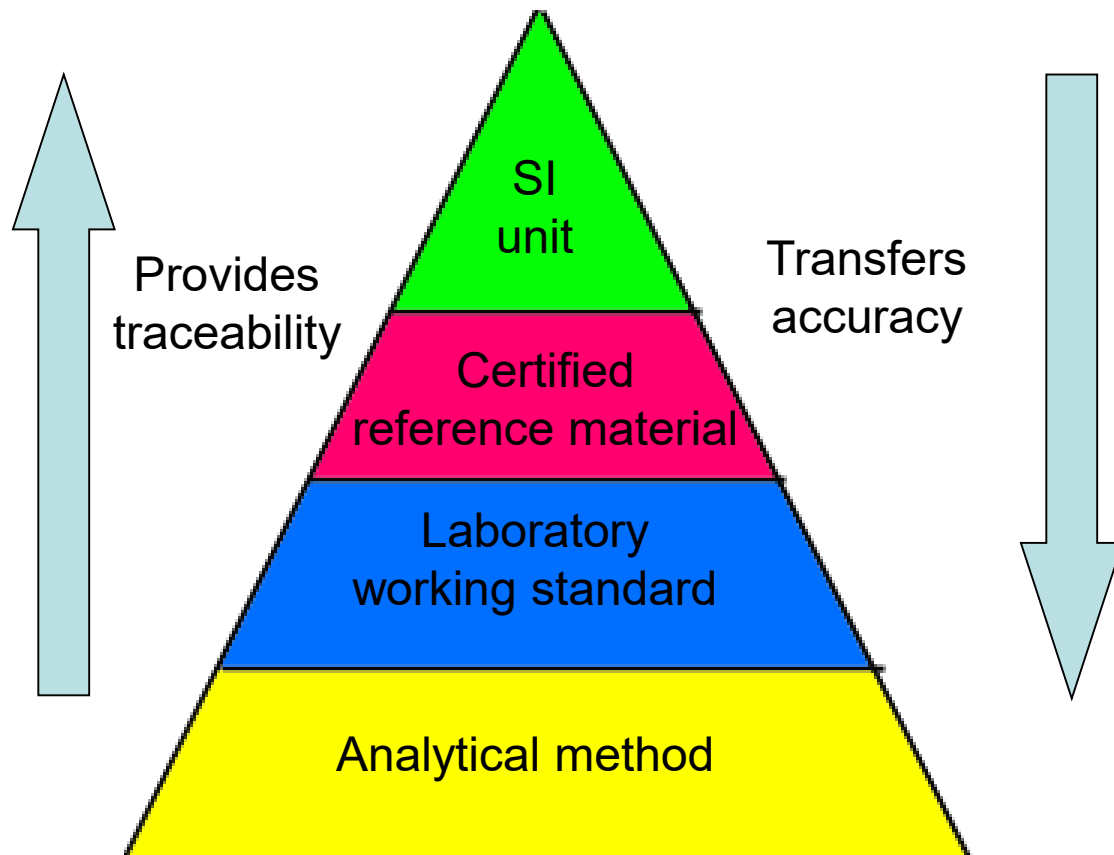 SI
unit
Provides
traceability
Transfers
accuracy
Certified
reference material
Laboratory
working standard
Analytical method